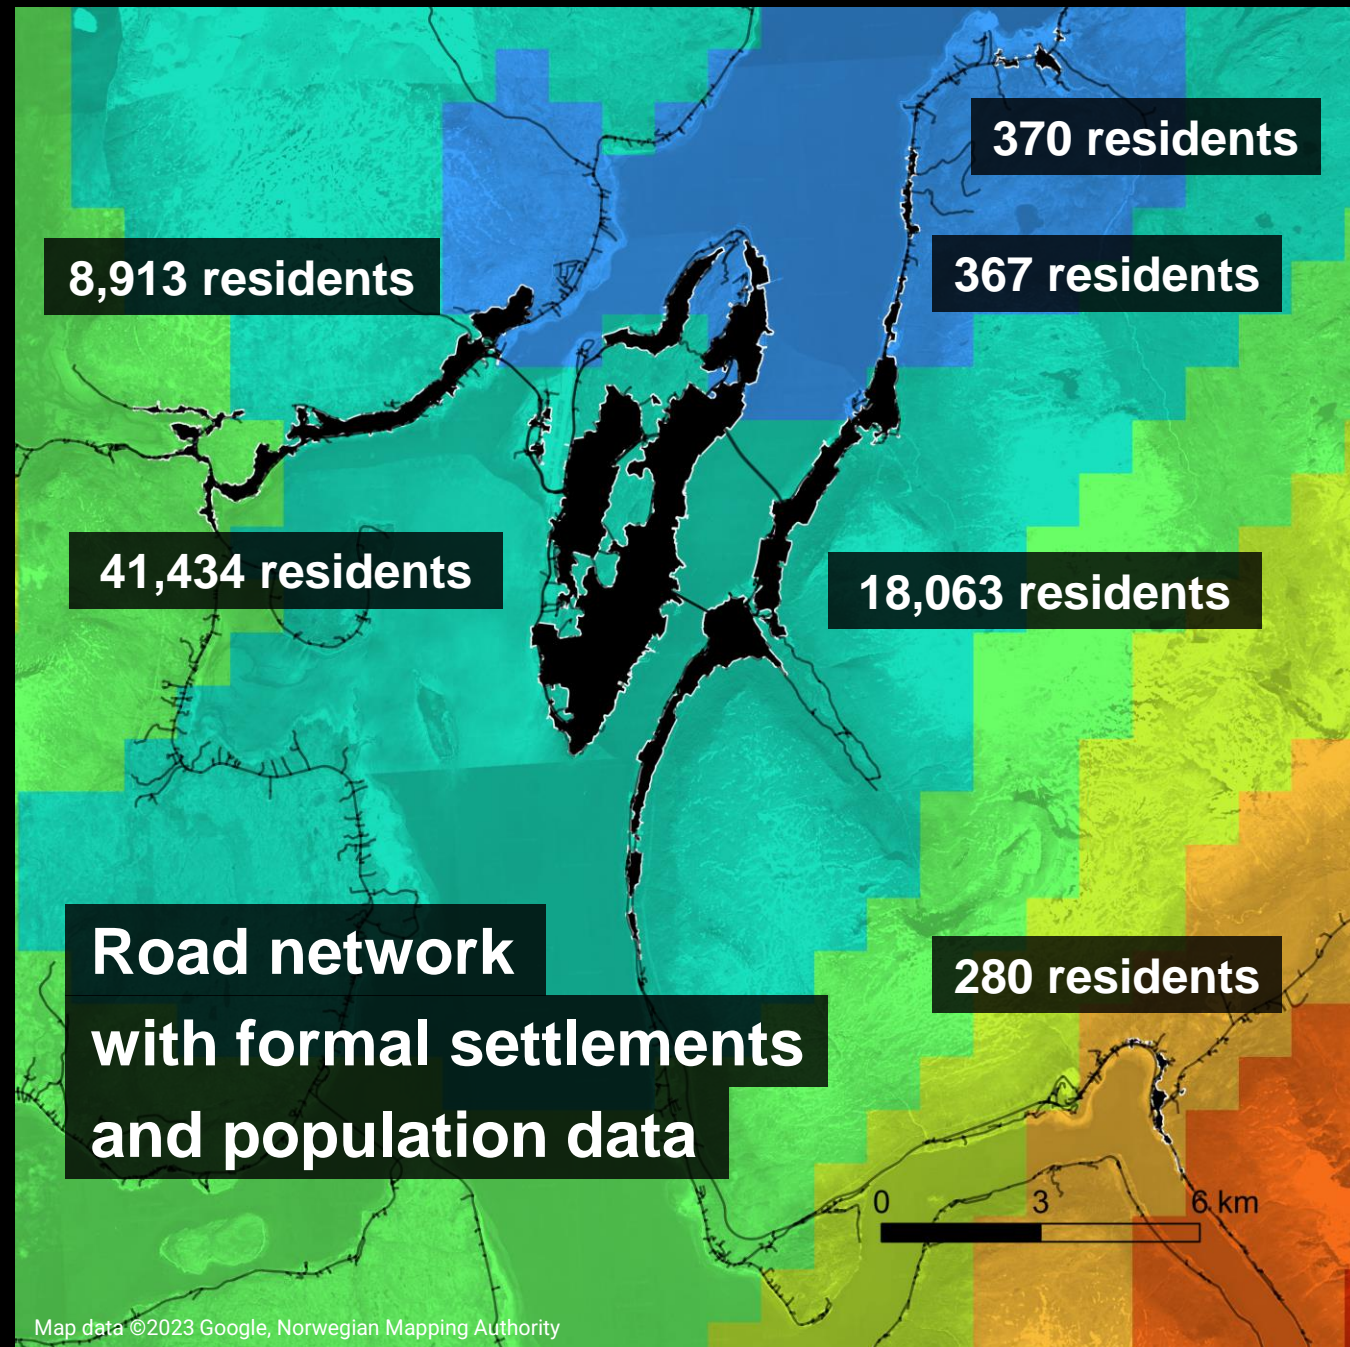 370 residents
8,913 residents
367 residents
41,434 residents
18,063 residents
Road network
with formal settlements
and population data
280 residents
0 3 6 km
Map data ©2023 Google, Norwegian Mapping Authority